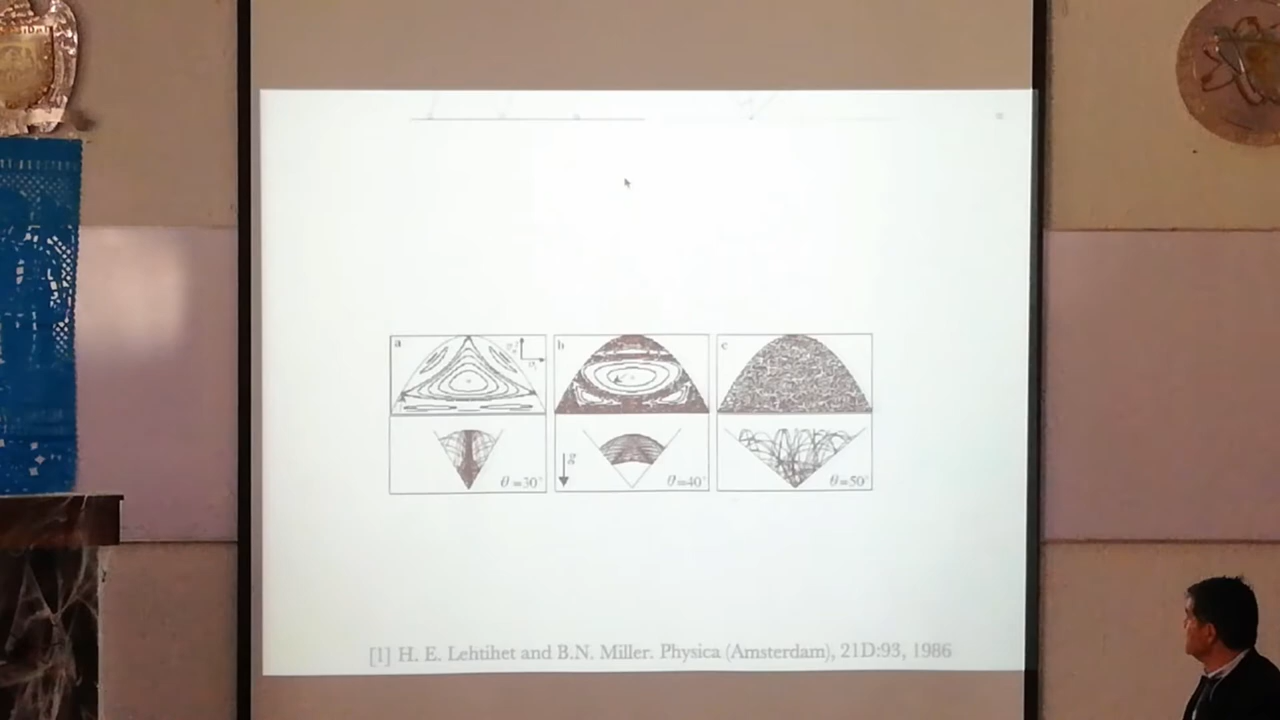 a
b
c
g
θ =30°
θ=40°
θ=50°
[1] H. E. Lehtihet and B.N. Miller. Physica (Amsterdam), 21D:93, 1986